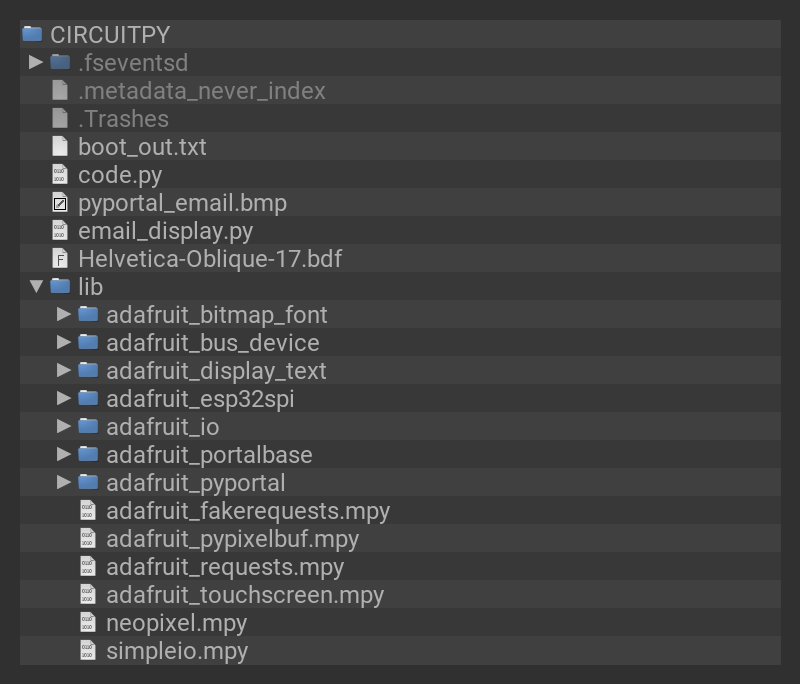 CIRCUITPY
.fseventsd
.metadata_never_index
.Trashes
boot_out.txt
code.py
pyportal_email.bmp
email_display.py
Helvetica-Oblique-17.bdf
lib
adafruit_bitmap_font
adafruit_bus_device
adafruit_display_text
adafruit_esp32spi
adafruit_io
adafruit_portalbase
adafruit_pyportal
adafruit_fakerequests.mpy
adafruit_pypixelbuf.mpy
adafruit_requests.mpy
adafruit_touchscreen.mpy
neopixel.mpy
simpleio.mpy